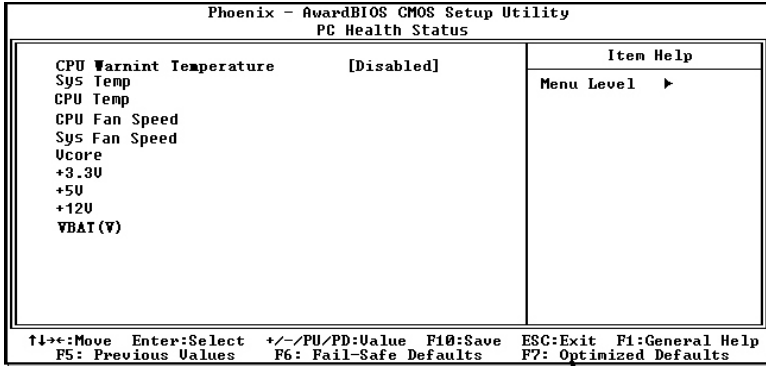 Phoenix - AwardBIOS CMOS Setup Utility
PC Health Status
CPU Warnint Temperature [Disabled]
Sys Temp
CPU Temp
CPU Fan Speed
Sys Fan Speed
Vcore
+3.3V
+5V
+12V
VBAT(V)
Item Help
Menu Level ►
↑↓→←:Move Enter:Select +/-/PU/PD:Value F10:Save ESC:Exit F1:General Help
F5: Previous Values F6: Fail-Safe Defaults F7: Optimized Defaults